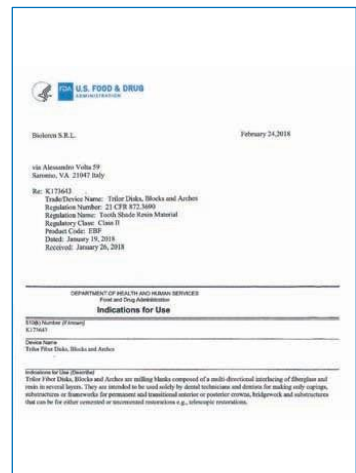 FDA U.S. FOOD & DRUG
ADMINISTRATION
Bioloren S.R.L.
February 24,2018
via Alessandro Volta 59
Saronno, VA 21047 Italy
Re: K173643
Trade/Device Name: Trilor Disks, Blocks and Arches
Regulation Number: 21 CFR 872.3690
Regulation Name: Tooth Shade Resin Material
Regulatory Class: Class II
Product Code: EBF
Dated: January 19, 2018
Received: January 26, 2018
DEPARTMENT OF HEALTH AND HUMAN SERVICES
Food and Drug Administration
Indications for Use
510(k) Number (if known)
K173643
Device Name
Trilor Fiber Disks, Blocks and Arches
Indications for Use (Describe)
Trilor Fiber Disks, Blocks and Arches are milling blanks composed of a multi-directional interlacing of fiberglass and
resin in several layers. They are intended to be used solely by dental technicians and dentists for making only copings,
substructures or frameworks for permanent and transitional anterior or posterior crowns, bridgework and substructures
that can be for either cemented or uncemented restorations e.g., telescopic restorations.